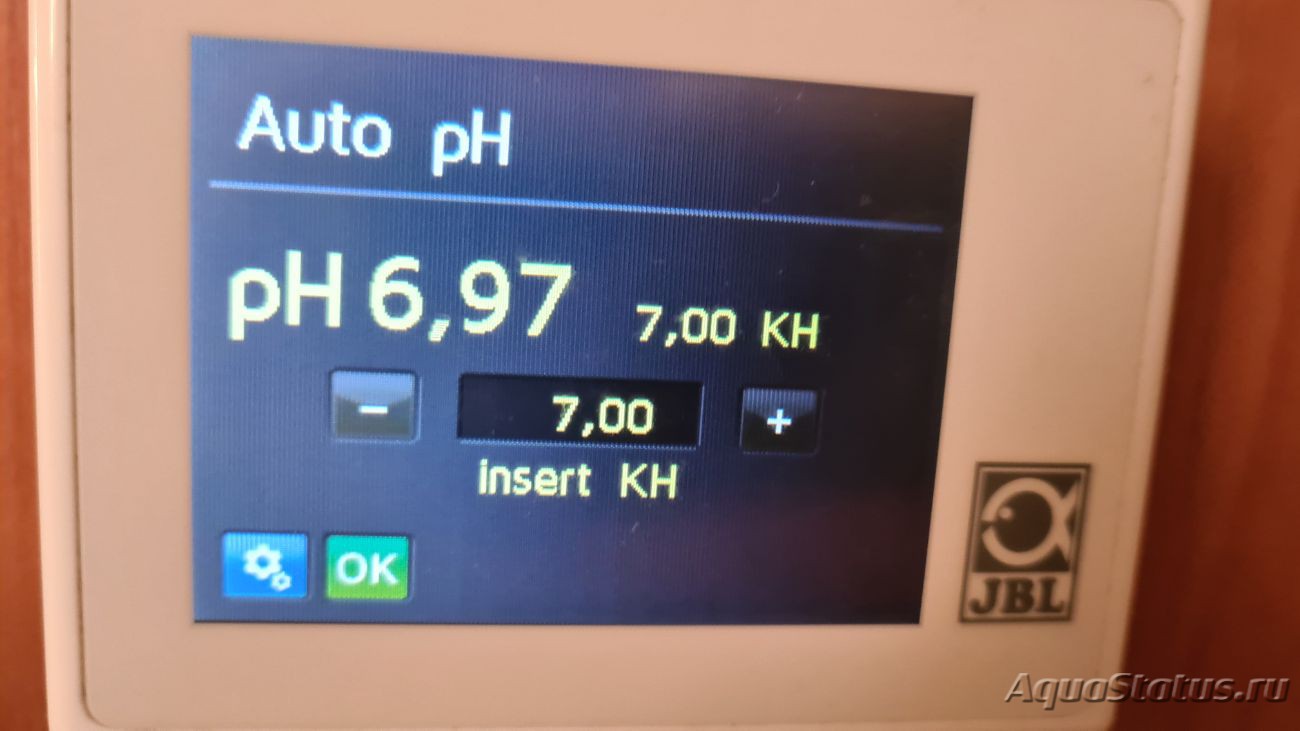 Auto pH
pH 6,97 7,00 KH
- 7,00 +
insert KH
OK
JBL
AquaStatus.ru